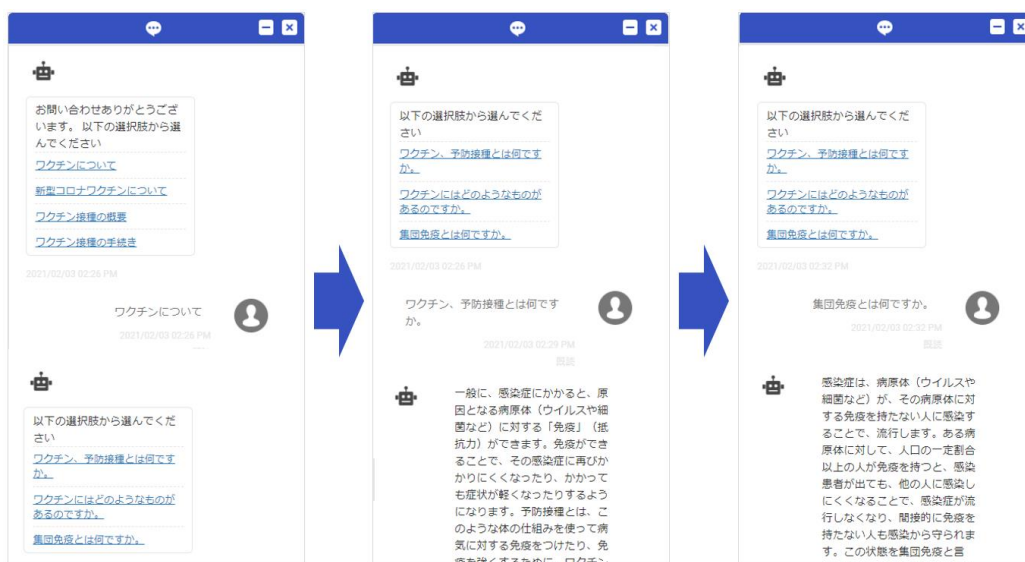 お問い合わせありがとうござ
います。 以下の選択肢から選
んでください
ワクチンについて
新型コロナワクチンについて
ワクチン接種の概要
ワクチン接種の手続き
2021/02/03 02:26 PM
ワクチンについて
2021/02/03 02:26 PM
以下の選択肢から選んでくだ
さい
ワクチン、予防接種とは何です
か。
ワクチンにはどのようなものが
あるのですか。
集団免疫とは何ですか。
以下の選択肢から選んでくだ
さい
ワクチン、予防接種とは何です
か。
ワクチンにはどのようなものが
あるのですか。
集団免疫とは何ですか。
2021/02/03 02:26 PM
ワクチン、予防接種とは何です
か。
2021/02/03 02:29 PM
既読
一般に、感染症にかかると、原
因となる病原体（ウイルスや細
菌など）に対する「免疫」（抵
抗力）ができます。免疫ができ
ることで、その感染症に再びか
かりにくくなったり、かかって
も症状が軽くなったりするよう
になります。予防接種とは、こ
のような体の仕組みを使って病
気に対する免疫をつけたり、免
疫を強くするために、ワクチン
以下の選択肢から選んでくだ
さい
ワクチン、予防接種とは何です
か。
ワクチンにはどのようなものが
あるのですか。
集団免疫とは何ですか。
2021/02/03 02:32 PM
集団免疫とは何ですか。
2021/02/03 02:32 PM
既読
感染症は、病原体（ウイルスや
細菌など）が、その病原体に対
する免疫を持たない人に感染す
ることで、流行します。ある病
原体に対して、人口の一定割合
以上の人が免疫を持つと、感染
患者が出ても、他の人に感染し
にくくなることで、感染症が流
行しなくなり、間接的に免疫を
持たない人も感染から守られま
す。この状態を集団免疫と言